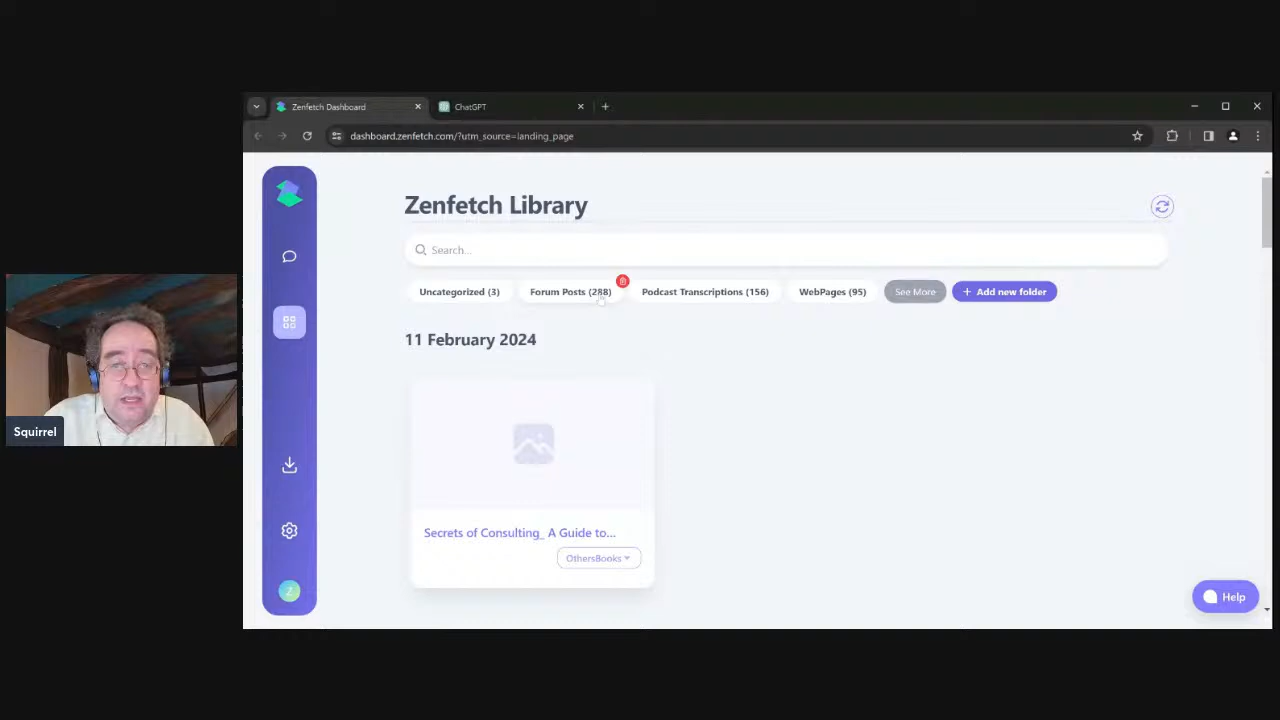 Zenfetch Dashboard
ChatGPT
dashboard.zenfetch.com/?utm_source=landing_page
Zenfetch Library
Search...
Uncategorized (3)
Forum Posts (288)
Podcast Transcriptions (156)
WebPages (95)
See More
+ Add new folder
11 February 2024
Secrets of Consulting_ A Guide to...
OthersBooks
Squirrel
Z
Help